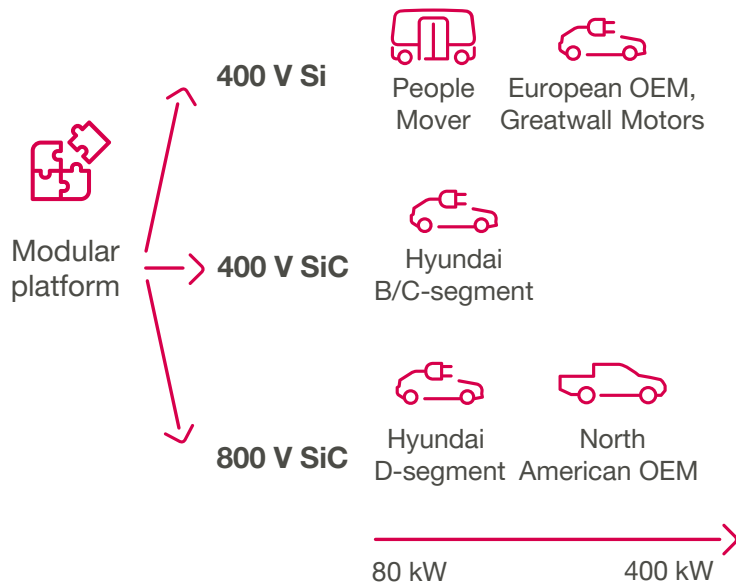 400 V Si
People
Mover
European OEM,
Greatwall Motors
Modular
platform
400 V SiC
Hyundai
B/C-segment
800 V SiC
Hyundai
D-segment
North
American OEM
80 kW
400 kW